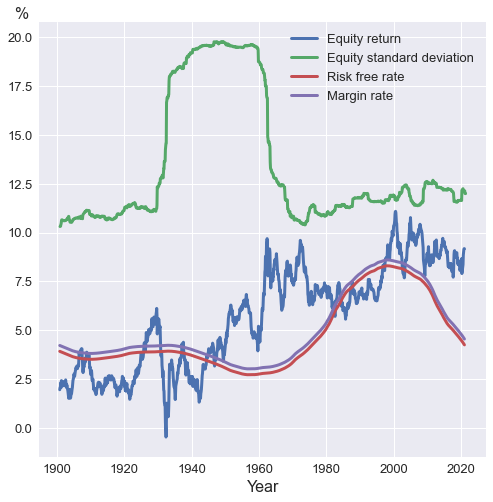 %
20.0
17.5
15.0
12.5
10.0
7.5
5.0
2.5
0.0
Equity return
Equity standard deviation
Risk free rate
Margin rate
1900 1920 1940 1960 1980 2000 2020
Year